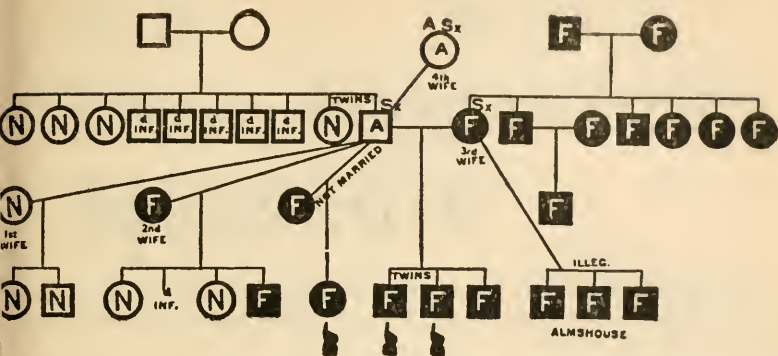 A Sx
A
4th WIFE
F F
TWINS Sx Sx
N N N d INF. d INF. d INF. d INF. d INF. N A F F F F F F F
3rd WIFE
NOT MARRIED
F
N F F
1st WIFE
2nd WIFE
TWINS ILLEG.
N N N d INF. N F F F F F F F F
ALMSHOUSE